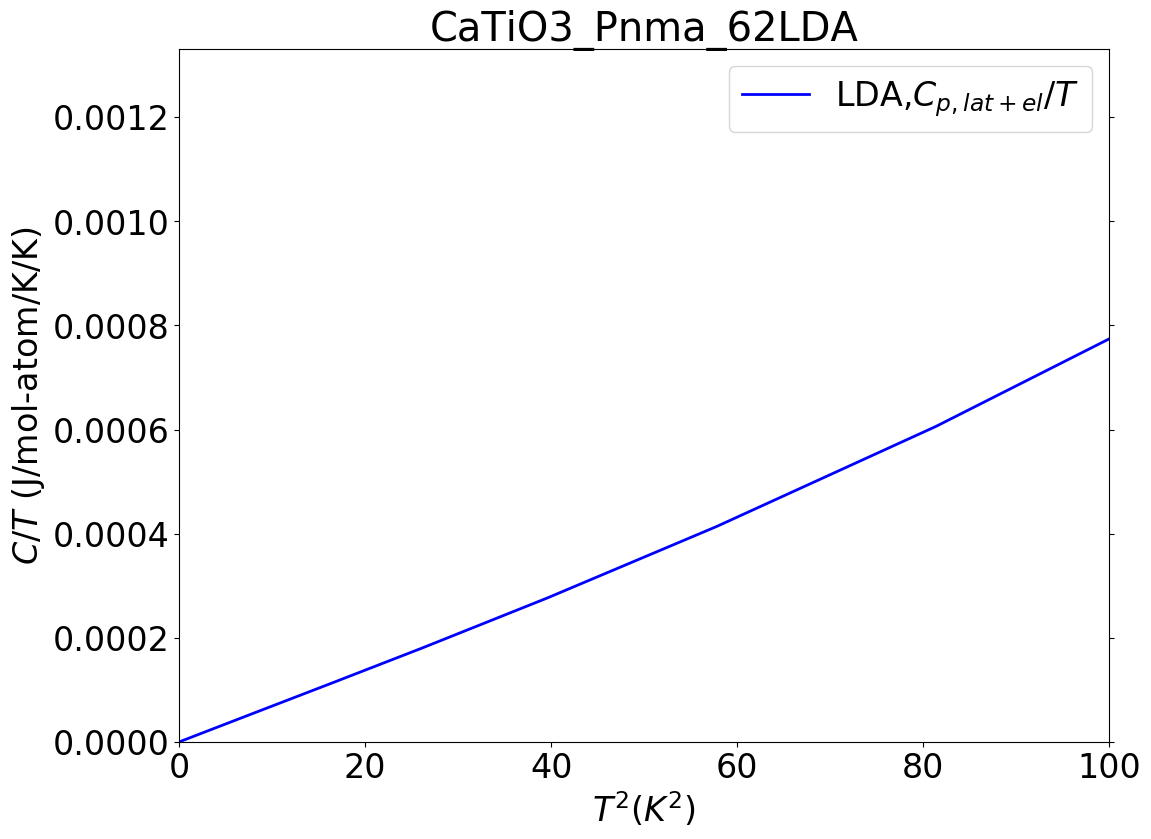 CaTiO3_Pnma_62LDA
LDA,C_{p, lat+el}/T
0.0012
0.0010
0.0008
0.0006
0.0004
0.0002
0.0000
C/T (J/mol-atom/K/K)
0 20 40 60 80 100
T^2(K^2)